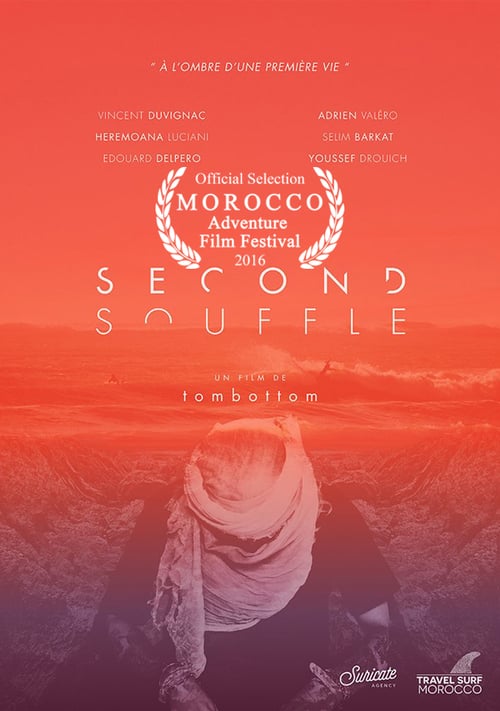 “ À L’OMBRE D’UNE PREMIÈRE VIE “
VINCENT DUVIGNAC
ADRIEN VALÉRO
HEREMOANA LUCIANI
SELIM BARKAT
EDOUARD DELPERO
YOUSSEF DROUICH
Official Selection
MOROCCO
Adventure
Film Festival
2016
SECOND
SOUFFLE
UN FILM DE
tombottom
Suricate
AGENCY
TRAVEL SURF
MOROCCO